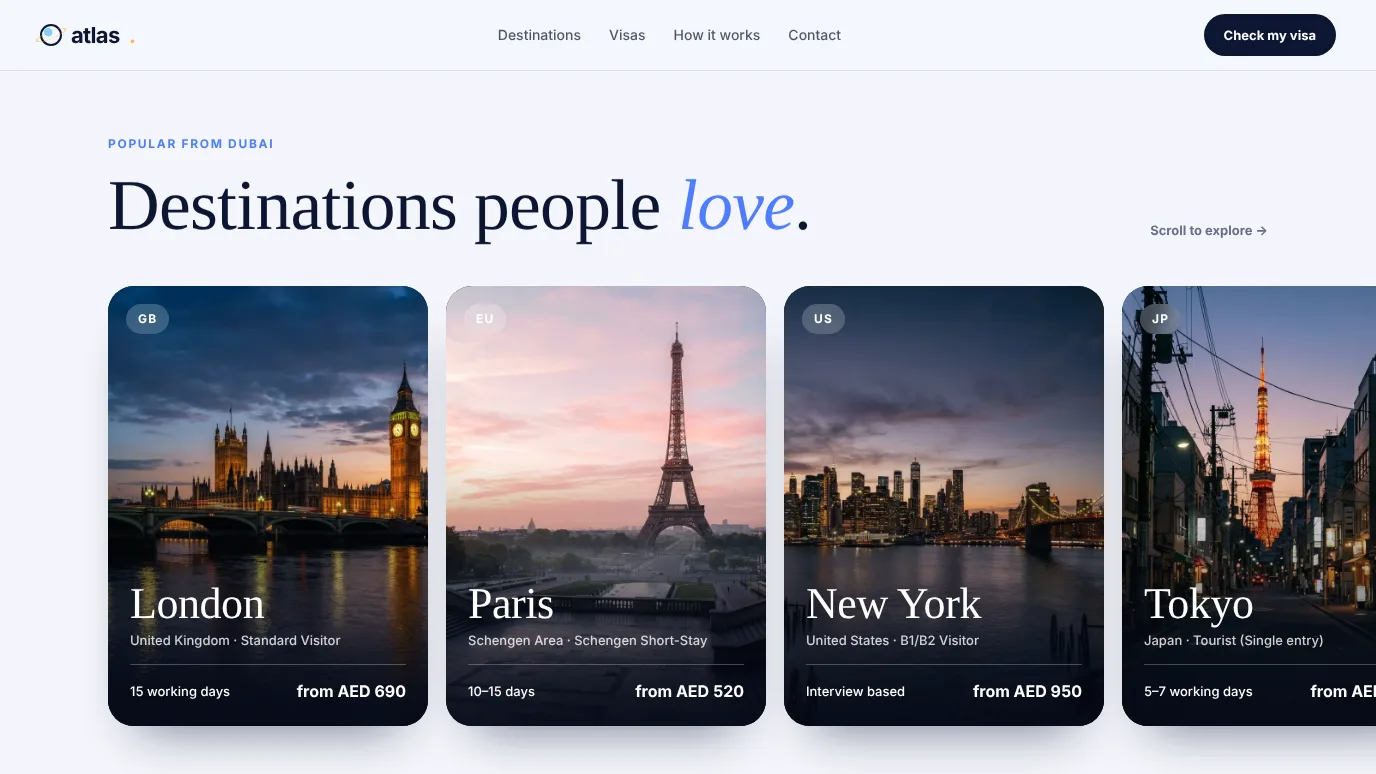 atlas
Destinations
Visas
How it works
Contact
Check my visa
POPULAR FROM DUBAI
Destinations people love.
Scroll to explore →
GB
London
United Kingdom · Standard Visitor
15 working days
from AED 690
EU
Paris
Schengen Area · Schengen Short-Stay
10–15 days
from AED 520
US
New York
United States · B1/B2 Visitor
Interview based
from AED 950
JP
Tokyo
Japan · Tourist (Single entry)
5–7 working days
from